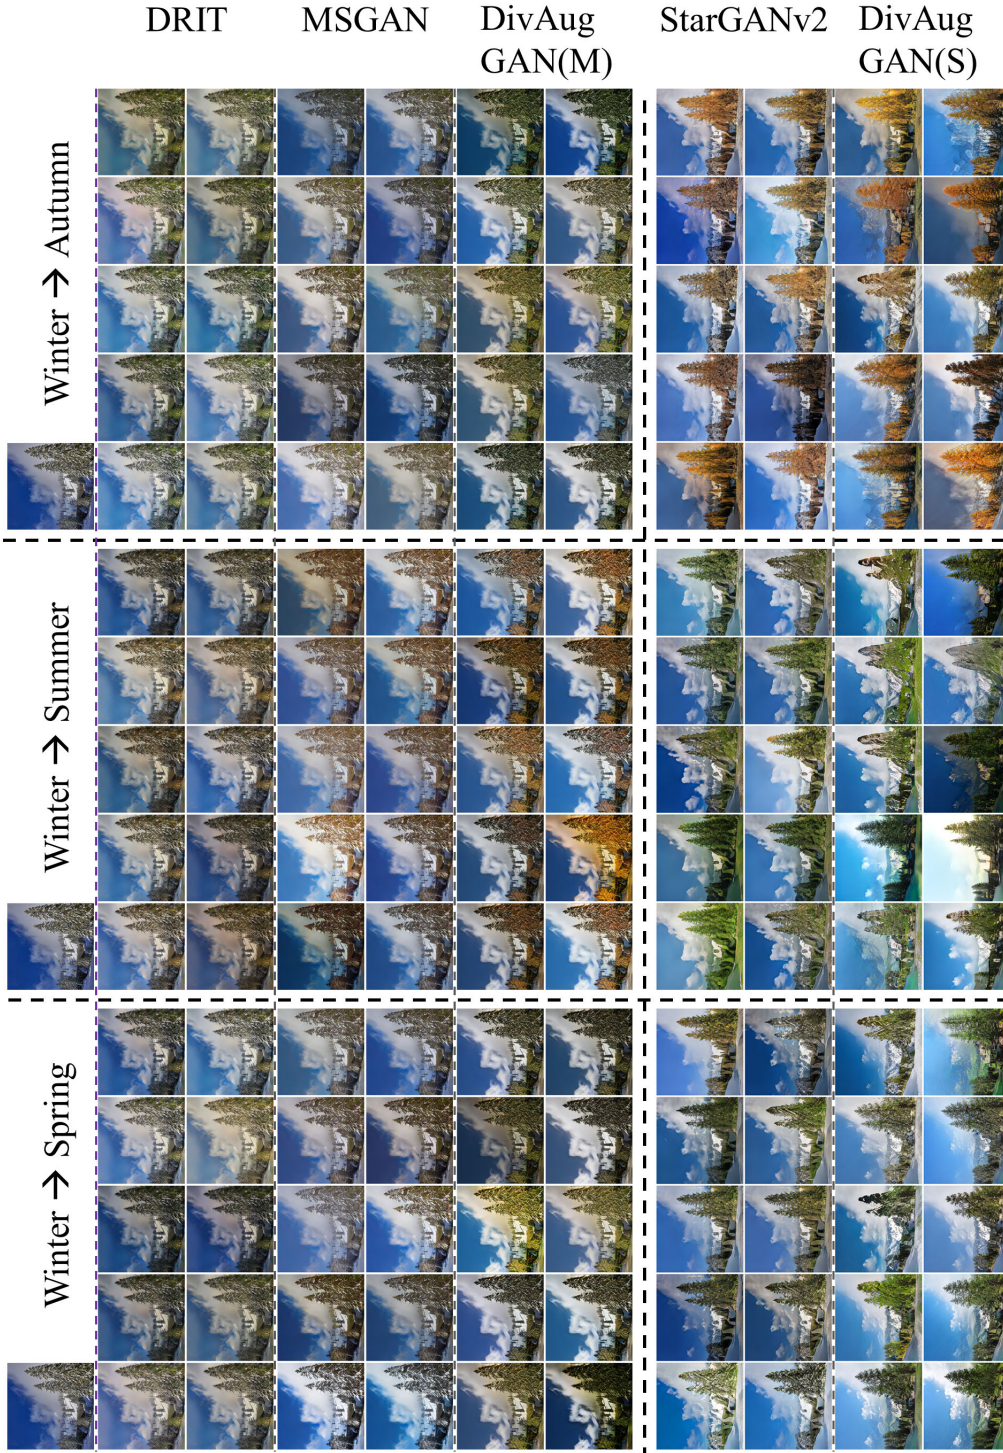 DRIT
MSGAN
DivAug
GAN(M)
StarGANv2
DivAug
GAN(S)
Winter → Autumn
Winter → Summer
Winter → Spring